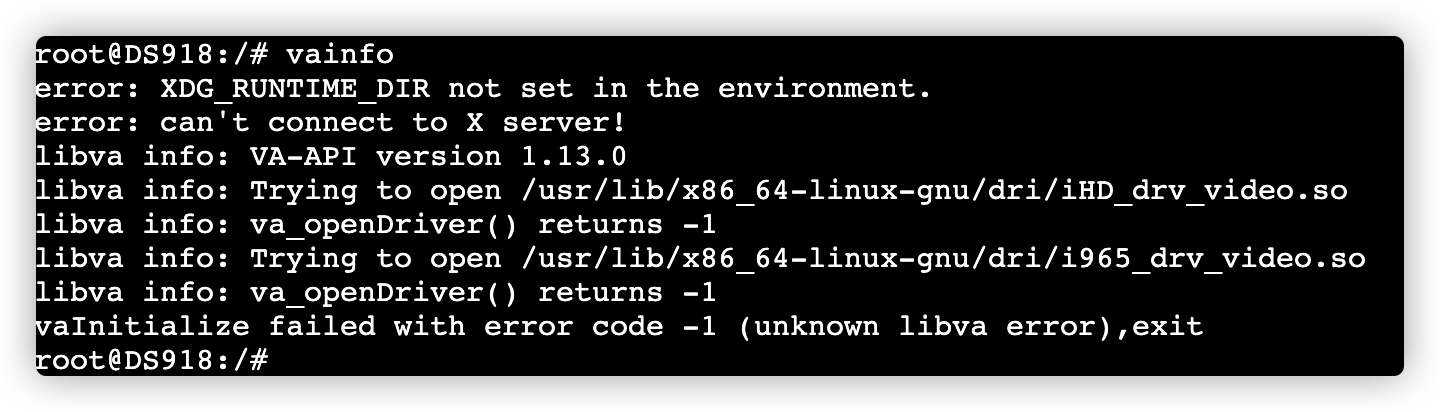 root@DS918:/# vainfo
error: XDG_RUNTIME_DIR not set in the environment.
error: can't connect to X server!
libva info: VA-API version 1.13.0
libva info: Trying to open /usr/lib/x86_64-linux-gnu/dri/iHD_drv_video.so
libva info: va_openDriver() returns -1
libva info: Trying to open /usr/lib/x86_64-linux-gnu/dri/i965_drv_video.so
libva info: va_openDriver() returns -1
vaInitialize failed with error code -1 (unknown libva error),exit
root@DS918:/#